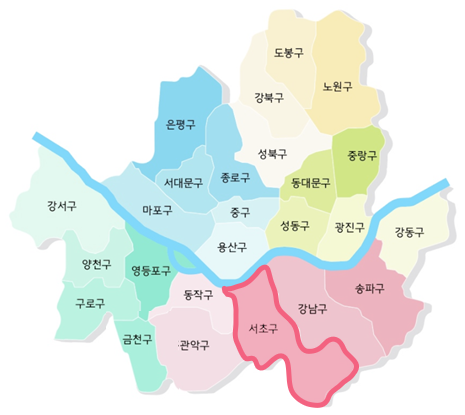 도봉구
노원구
강북구
은평구
성북구
중랑구
종로구
서대문구
동대문구
강서구
마포구
중구
성동구
광진구
강동구
용산구
양천구
영등포구
송파구
동작구
구로구
강남구
서초구
금천구
관악구